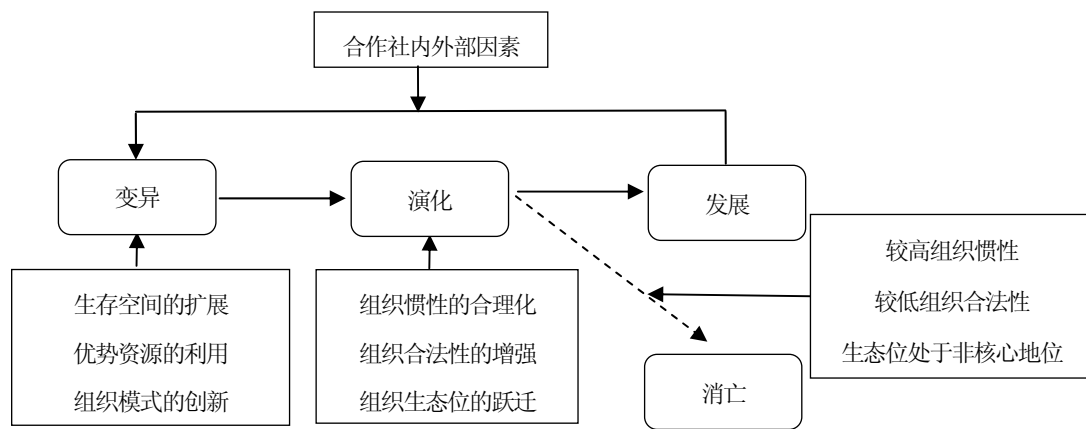 合作社内外部因素
变异
演化
发展
生存空间的扩展
优势资源的利用
组织模式的创新
组织惯性的合理化
组织合法性的增强
组织生态位的跃迁
较高组织惯性
较低组织合法性
生态位处于非核心地位
消亡